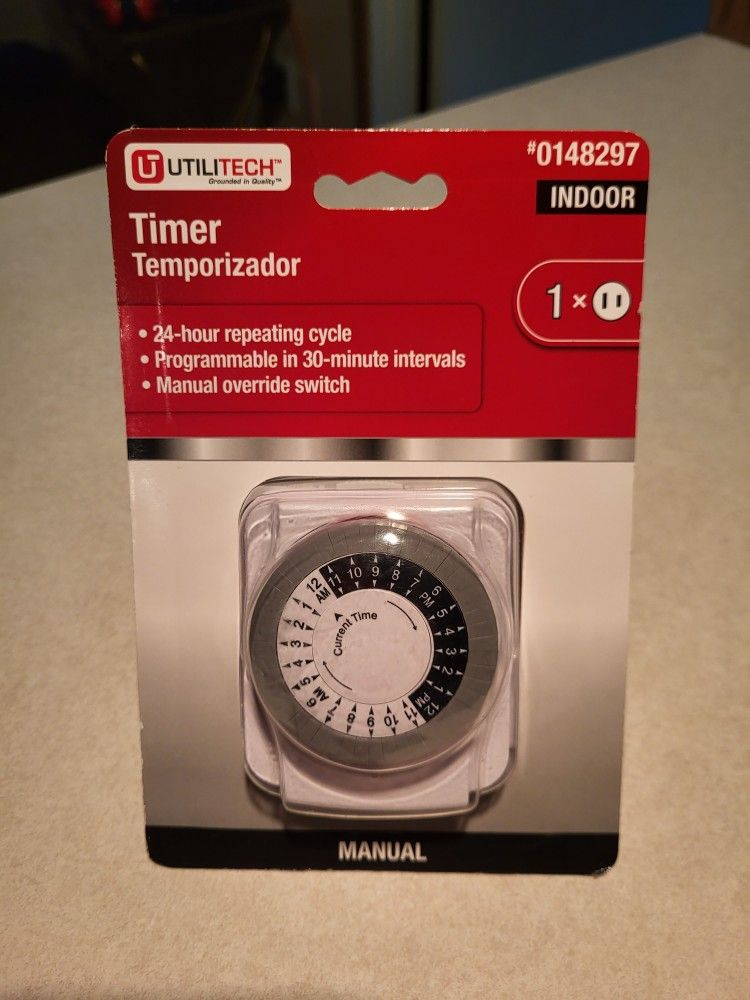 UTILITECH™
Grounded in Quality™
#0148297
INDOOR
Timer
Temporizador
1 ×
• 24-hour repeating cycle
• Programmable in 30-minute intervals
• Manual override switch
12 11 10 9 8 7 6 5 4 3 2 1 12 11 10 9 8 7 6 5 4 3 2 1
AM
PM
PM
AM
Current Time
MANUAL